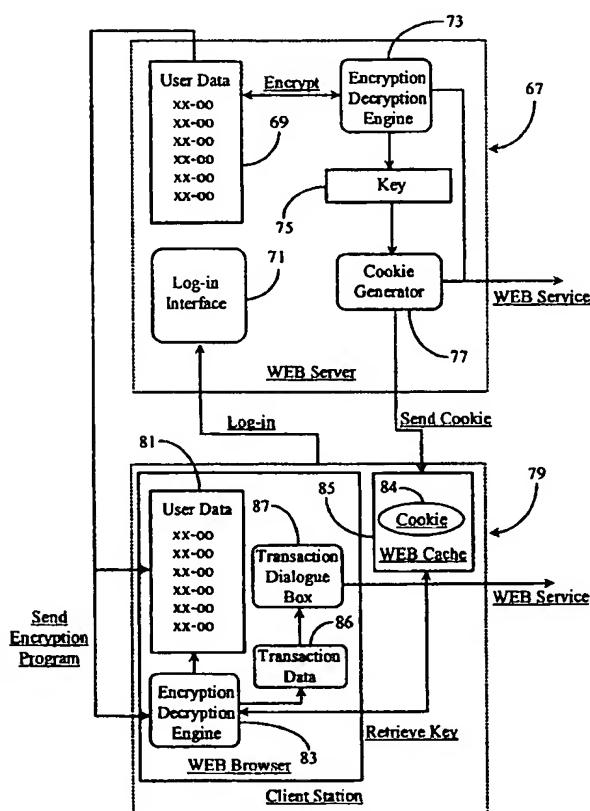 73
User Data
xx-oo
xx-oo
xx-oo
xx-oo
xx-oo
xx-oo
Encrypt
Encryption
Decryption
Engine
67
69
Key
75
71
Log-in
Interface
Cookie
Generator
WEB Service
77
WEB Server
Log-in
Send Cookie
81
User Data
xx-oo
xx-oo
xx-oo
xx-oo
xx-oo
xx-oo
87
Transaction
Dialogue
Box
85
84
Cookie
WEB Cache
79
WEB Service
86
Transaction
Data
Send
Encryption
Program
Encryption
Decryption
Engine
83
Retrieve Key
WEB Browser
Client Station